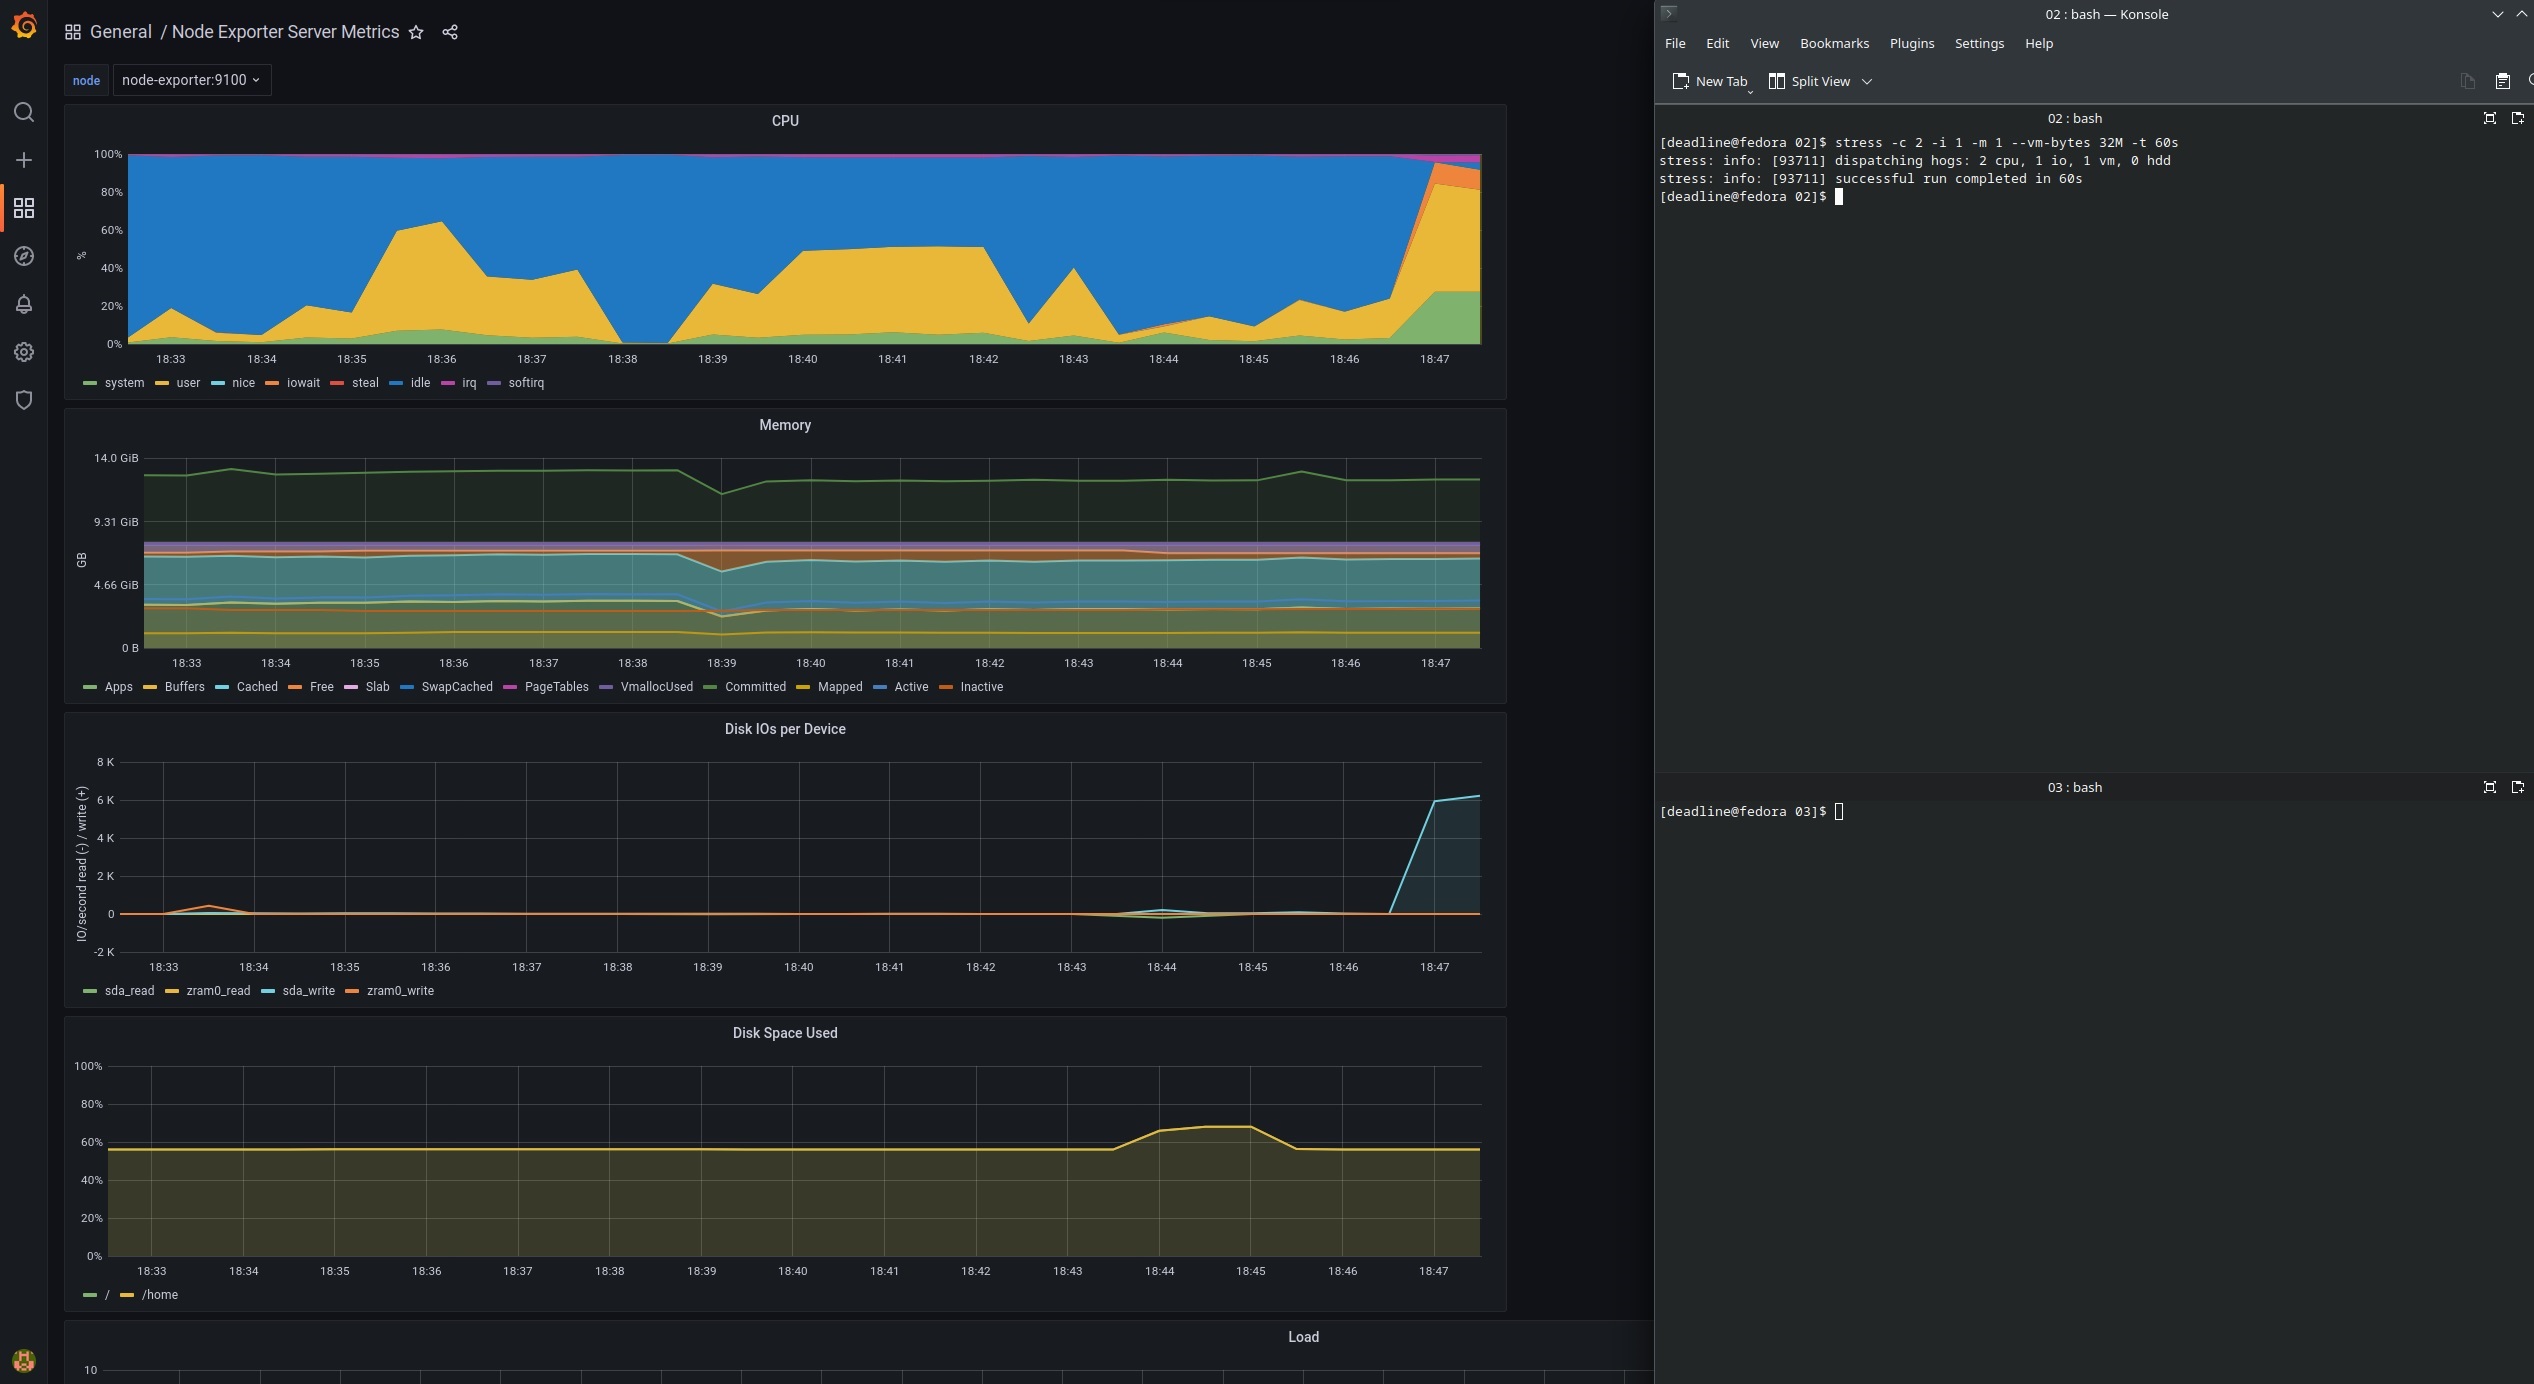 General / Node Exporter Server Metrics
node node-exporter:9100
CPU
100%
80%
60%
40%
20%
0%
%
18:33 18:34 18:35 18:36 18:37 18:38 18:39 18:40 18:41 18:42 18:43 18:44 18:45 18:46 18:47
system user nice iowait steal idle irq softirq
Memory
14.0 GiB
9.31 GiB
4.66 GiB
0 B
GB
18:33 18:34 18:35 18:36 18:37 18:38 18:39 18:40 18:41 18:42 18:43 18:44 18:45 18:46 18:47
Apps Buffers Cached Free Slab SwapCached PageTables VmallocUsed Committed Mapped Active Inactive
Disk IOs per Device
8 K
6 K
4 K
2 K
0
-2 K
IO/second read (-) / write (+)
18:33 18:34 18:35 18:36 18:37 18:38 18:39 18:40 18:41 18:42 18:43 18:44 18:45 18:46 18:47
sda_read zram0_read sda_write zram0_write
Disk Space Used
100%
80%
60%
40%
20%
0%
18:33 18:34 18:35 18:36 18:37 18:38 18:39 18:40 18:41 18:42 18:43 18:44 18:45 18:46 18:47
/ /home
Load
10
02 : bash — Konsole
File Edit View Bookmarks Plugins Settings Help
New Tab Split View
02 : bash
[deadline@fedora 02]$ stress -c 2 -i 1 -m 1 --vm-bytes 32M -t 60s
stress: info: [93711] dispatching hogs: 2 cpu, 1 io, 1 vm, 0 hdd
stress: info: [93711] successful run completed in 60s
[deadline@fedora 02]$
03 : bash
[deadline@fedora 03]$